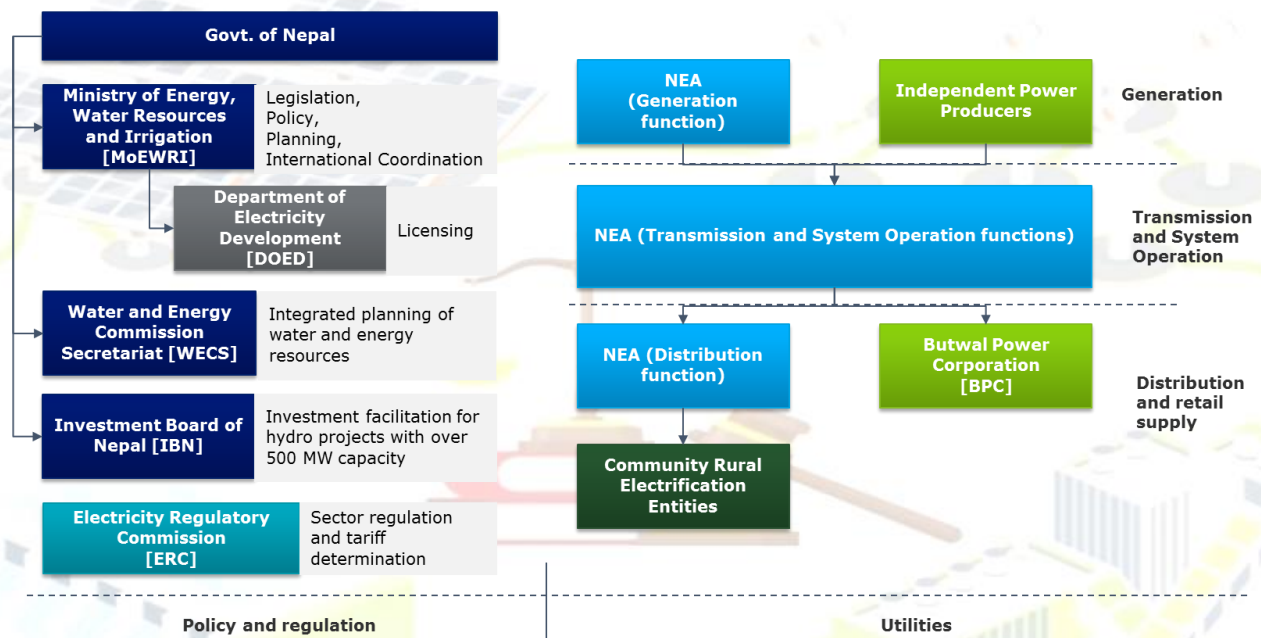 Govt. of Nepal
Ministry of Energy,
Water Resources
and Irrigation
[MoEWRI]
Legislation,
Policy,
Planning,
International Coordination
Department of
Electricity
Development
[DOED]
Licensing
Water and Energy
Commission
Secretariat [WECS]
Integrated planning of
water and energy
resources
Investment Board of
Nepal [IBN]
Investment facilitation for
hydro projects with over
500 MW capacity
Electricity Regulatory
Commission
[ERC]
Sector regulation
and tariff
determination
Policy and regulation
NEA
(Generation
function)
Independent Power
Producers
Generation
NEA (Transmission and System Operation functions)
Transmission
and System
Operation
NEA (Distribution
function)
Butwal Power
Corporation
[BPC]
Distribution
and retail
supply
Community Rural
Electrification
Entities
Utilities